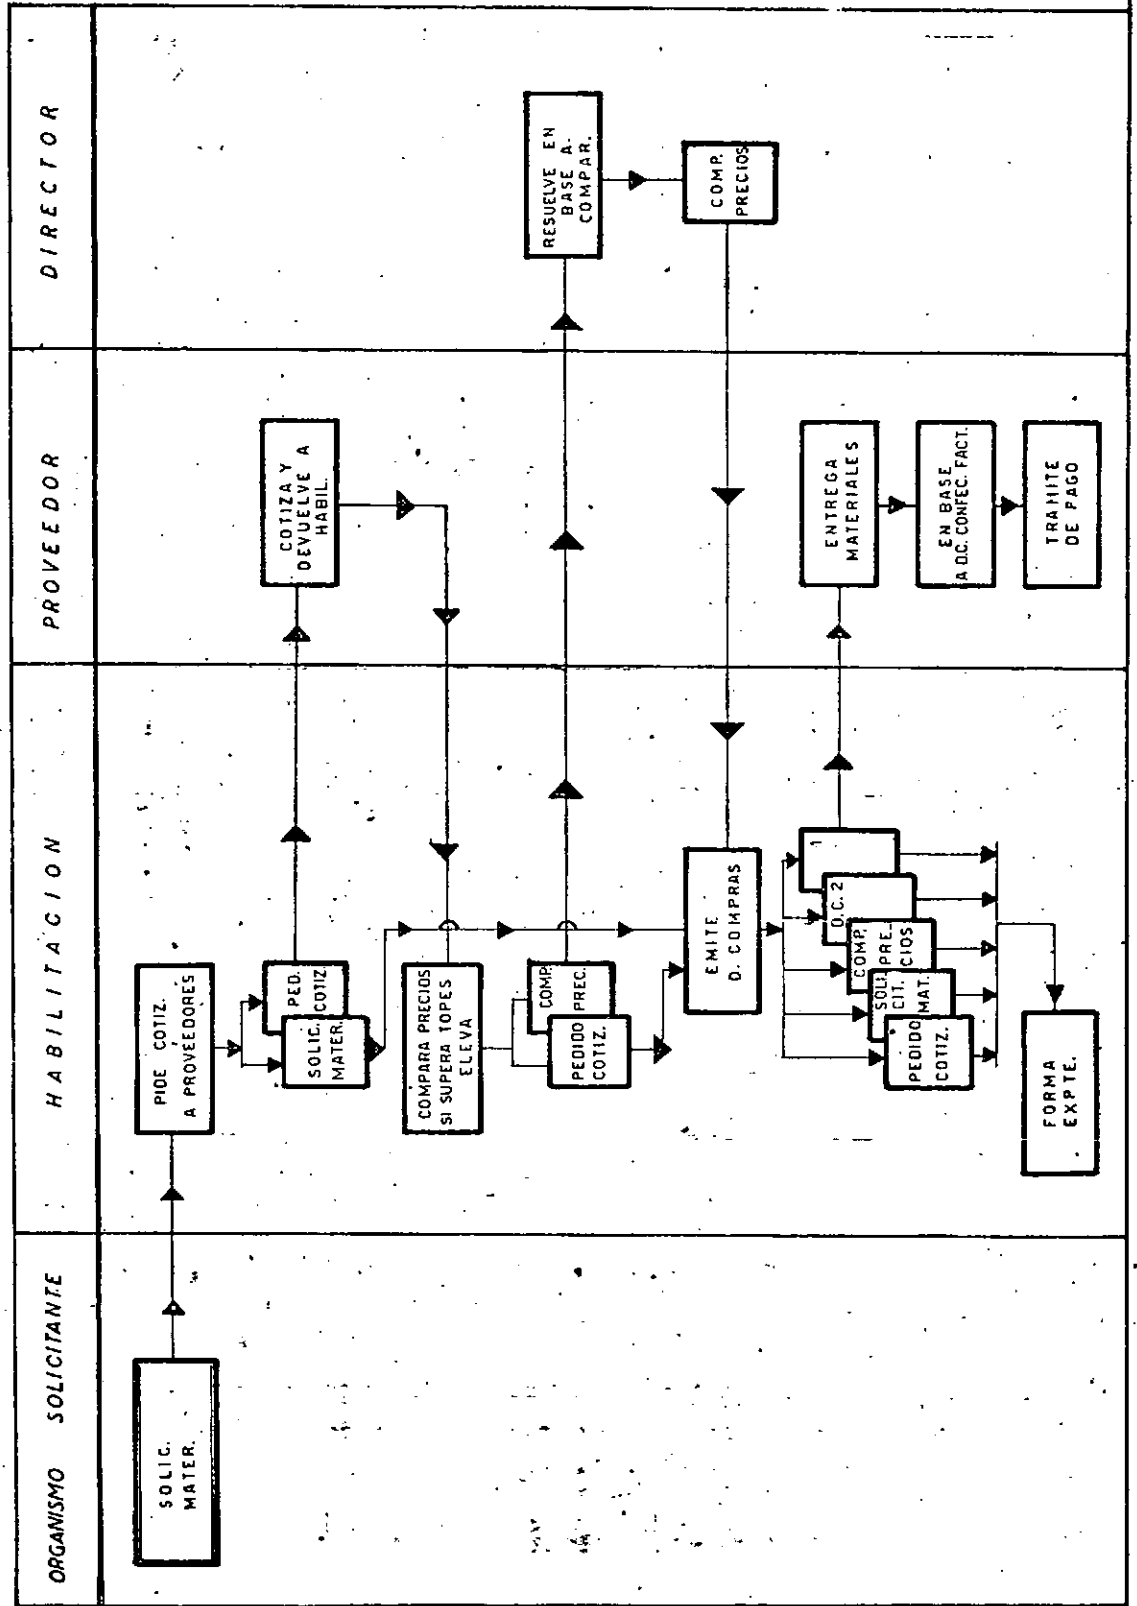 ORGANISMO SOLICITANTE
HABILITACION
PROVEEDOR
DIRECTOR
SOLIC.
MATER.
PIDE COTIZ.
A PROVEEDORES
PED.
COTIZ
SOLIC.
MATER.
COTIZA Y
DEVUELVE A
HABIL.
COMPARA PRECIOS
SI SUPERA TOPES
ELEVA
COMP.
PREC.
PEDIDO
COTIZ.
RESUELVE EN
BASE A
COMPAR.
COMP.
PRECIOS
EMITE
O. COMPRAS
1
O.C. 2
COMP. PRE_
CIOS
SOLI_
CIT. MAT.
PEDIDO
COTIZ.
FORMA
EXPTE.
ENTREGA
MATERIALES
EN BASE
A O.C. CONFEC. FACT.
TRAMITE
DE PAGO